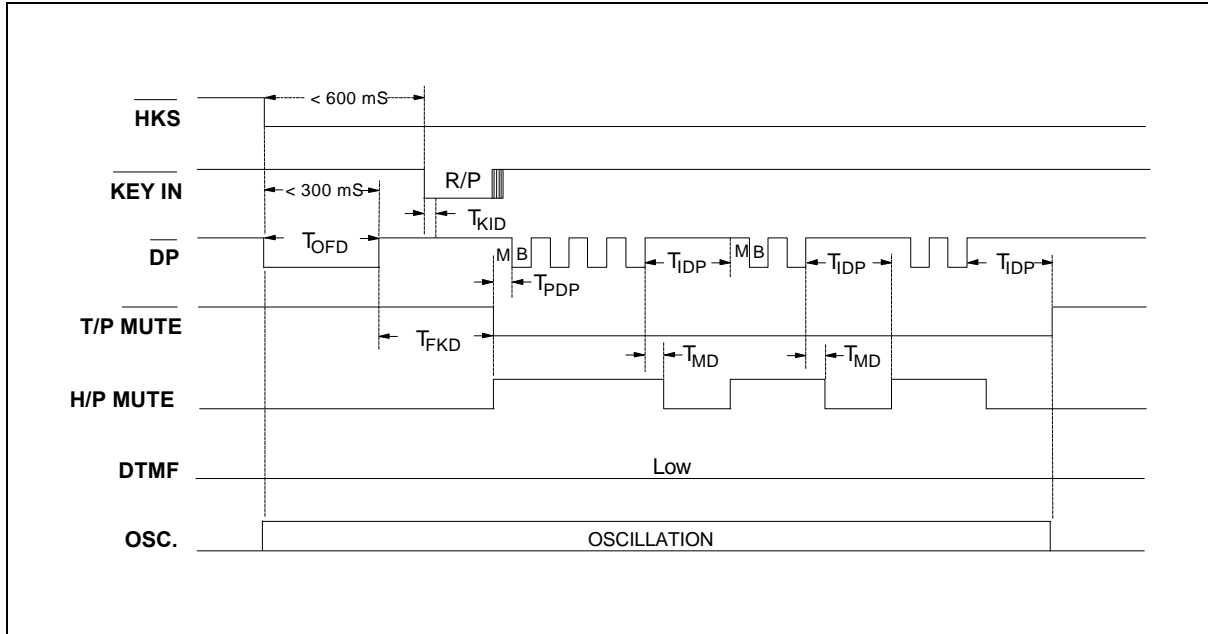 < 600 mS
HKS
KEY IN
R/P
< 300 mS
TKID
DP
TOFD
M B
TIDP
M B
TIDP
TIDP
TPDP
T/P MUTE
TFKD
TMD
TMD
H/P MUTE
DTMF
Low
OSC.
OSCILLATION